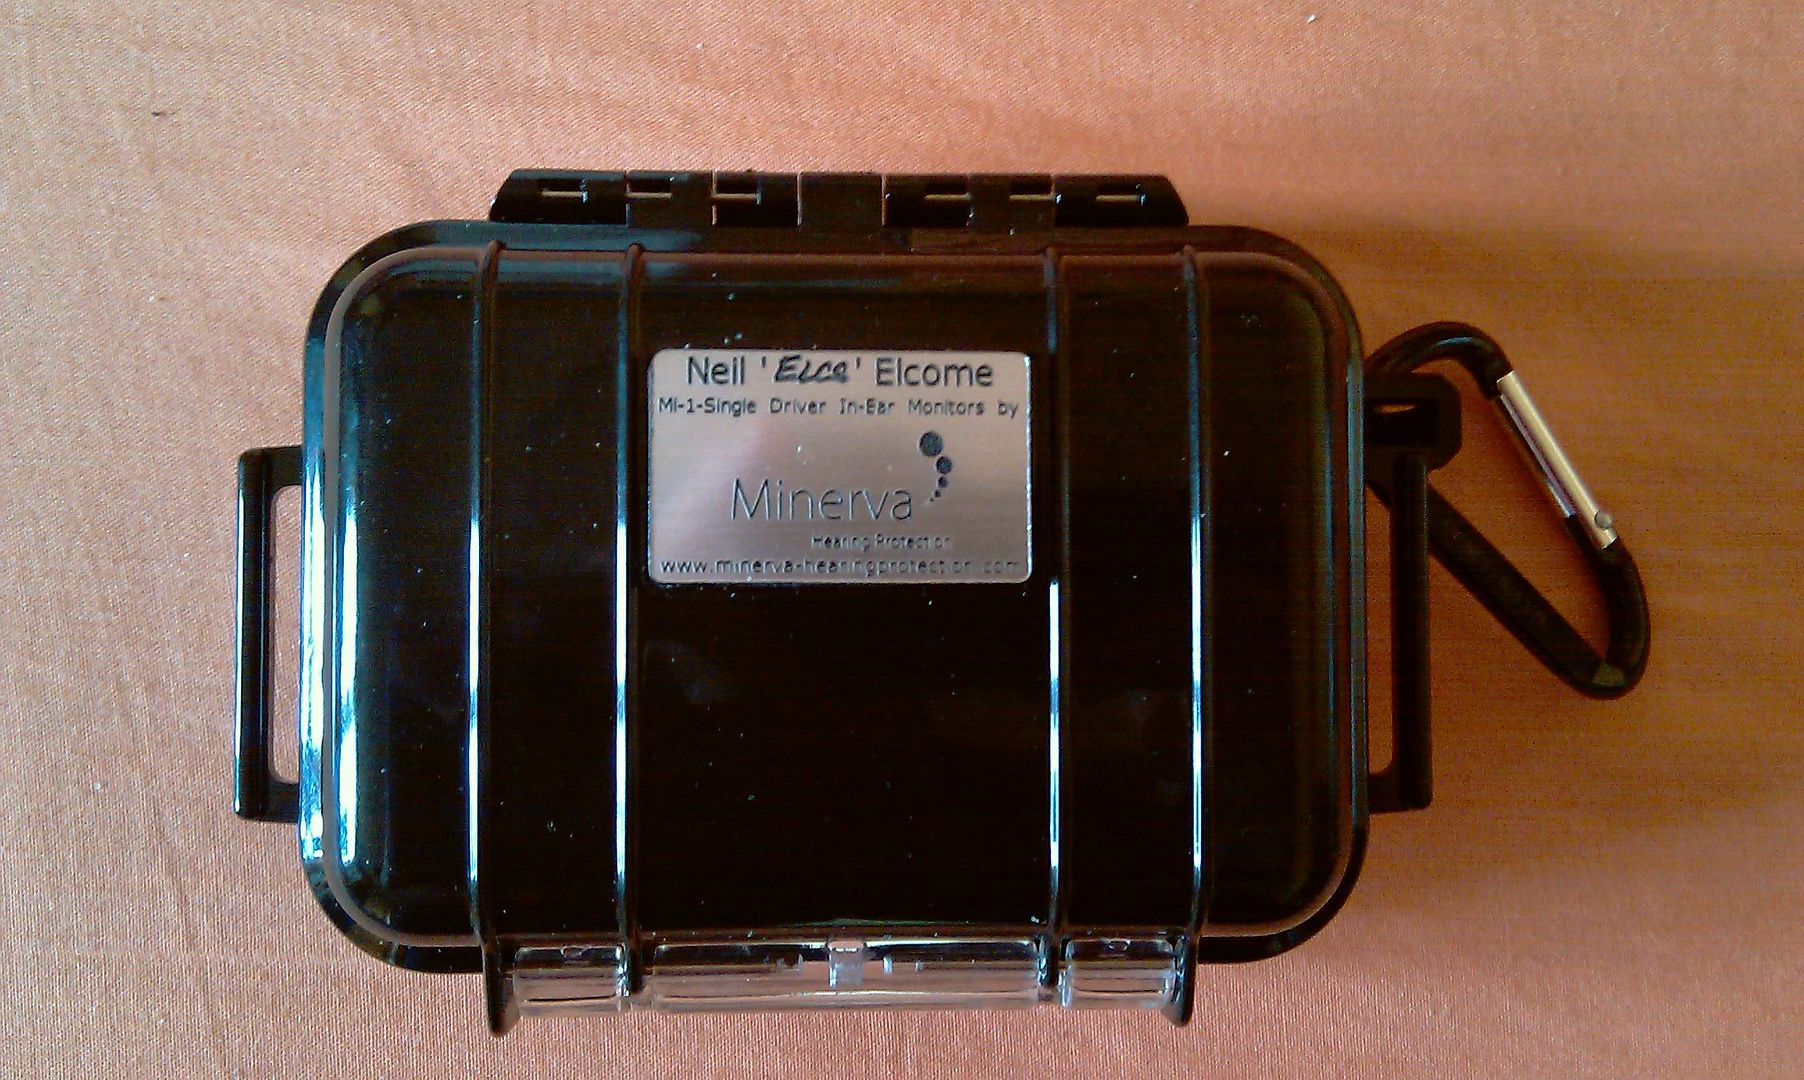 Neil 'Elco' Elcome
MI-1-Single Driver In-Ear Monitors by
Minerva
Hearing Protection
www.minerva-hearingprotection.com